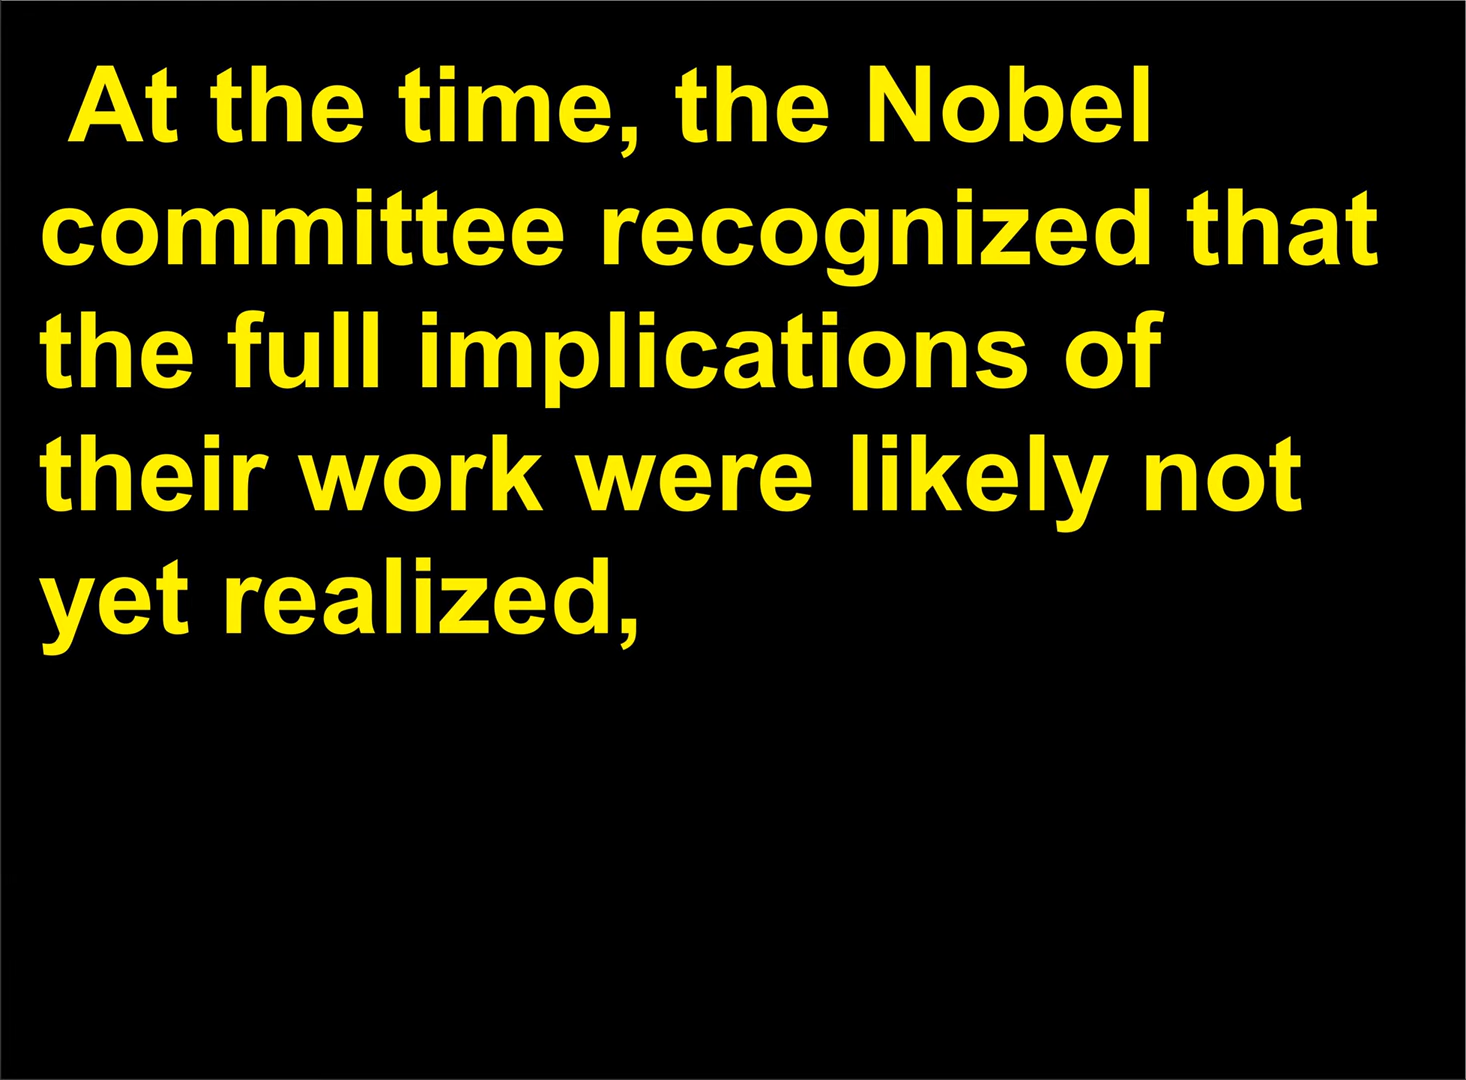 At the time, the Nobel
committee recognized that
the full implications of
their work were likely not
yet realized,